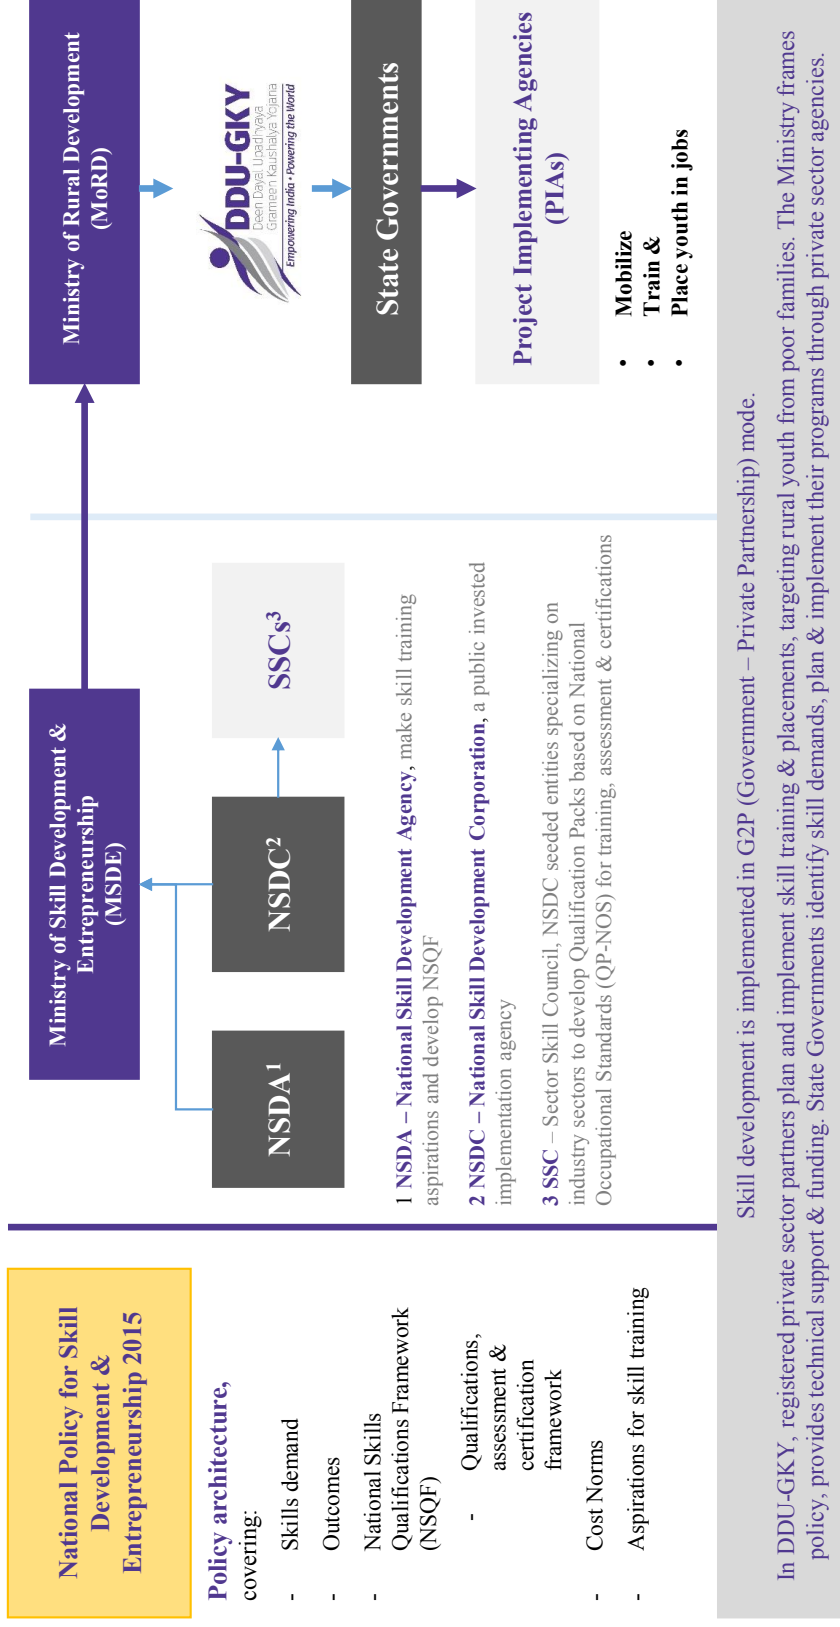 National Policy for Skill
Development &
Entrepreneurship 2015
Policy architecture,
covering:
- Skills demand
- Outcomes
- National Skills
Qualifications Framework
(NSQF)
- Qualifications,
assessment &
certification
framework
- Cost Norms
- Aspirations for skill training
Ministry of Skill Development &
Entrepreneurship
(MSDE)
NSDA1
NSDC2
SSCs3
1 NSDA – National Skill Development Agency, make skill training
aspirations and develop NSQF
2 NSDC – National Skill Development Corporation, a public invested
implementation agency
3 SSC – Sector Skill Council, NSDC seeded entities specializing on
industry sectors to develop Qualification Packs based on National
Occupational Standards (QP-NOS) for training, assessment & certifications
Ministry of Rural Development
(MoRD)
DDU-GKY
Deen Dayal Upadhyaya
Grameen Kaushalya Yojana
Empowering India • Powering the World
State Governments
Project Implementing Agencies
(PIAs)
• Mobilize
• Train &
• Place youth in jobs
Skill development is implemented in G2P (Government – Private Partnership) mode.
In DDU-GKY, registered private sector partners plan and implement skill training & placements, targeting rural youth from poor families. The Ministry frames
policy, provides technical support & funding. State Governments identify skill demands, plan & implement their programs through private sector agencies.